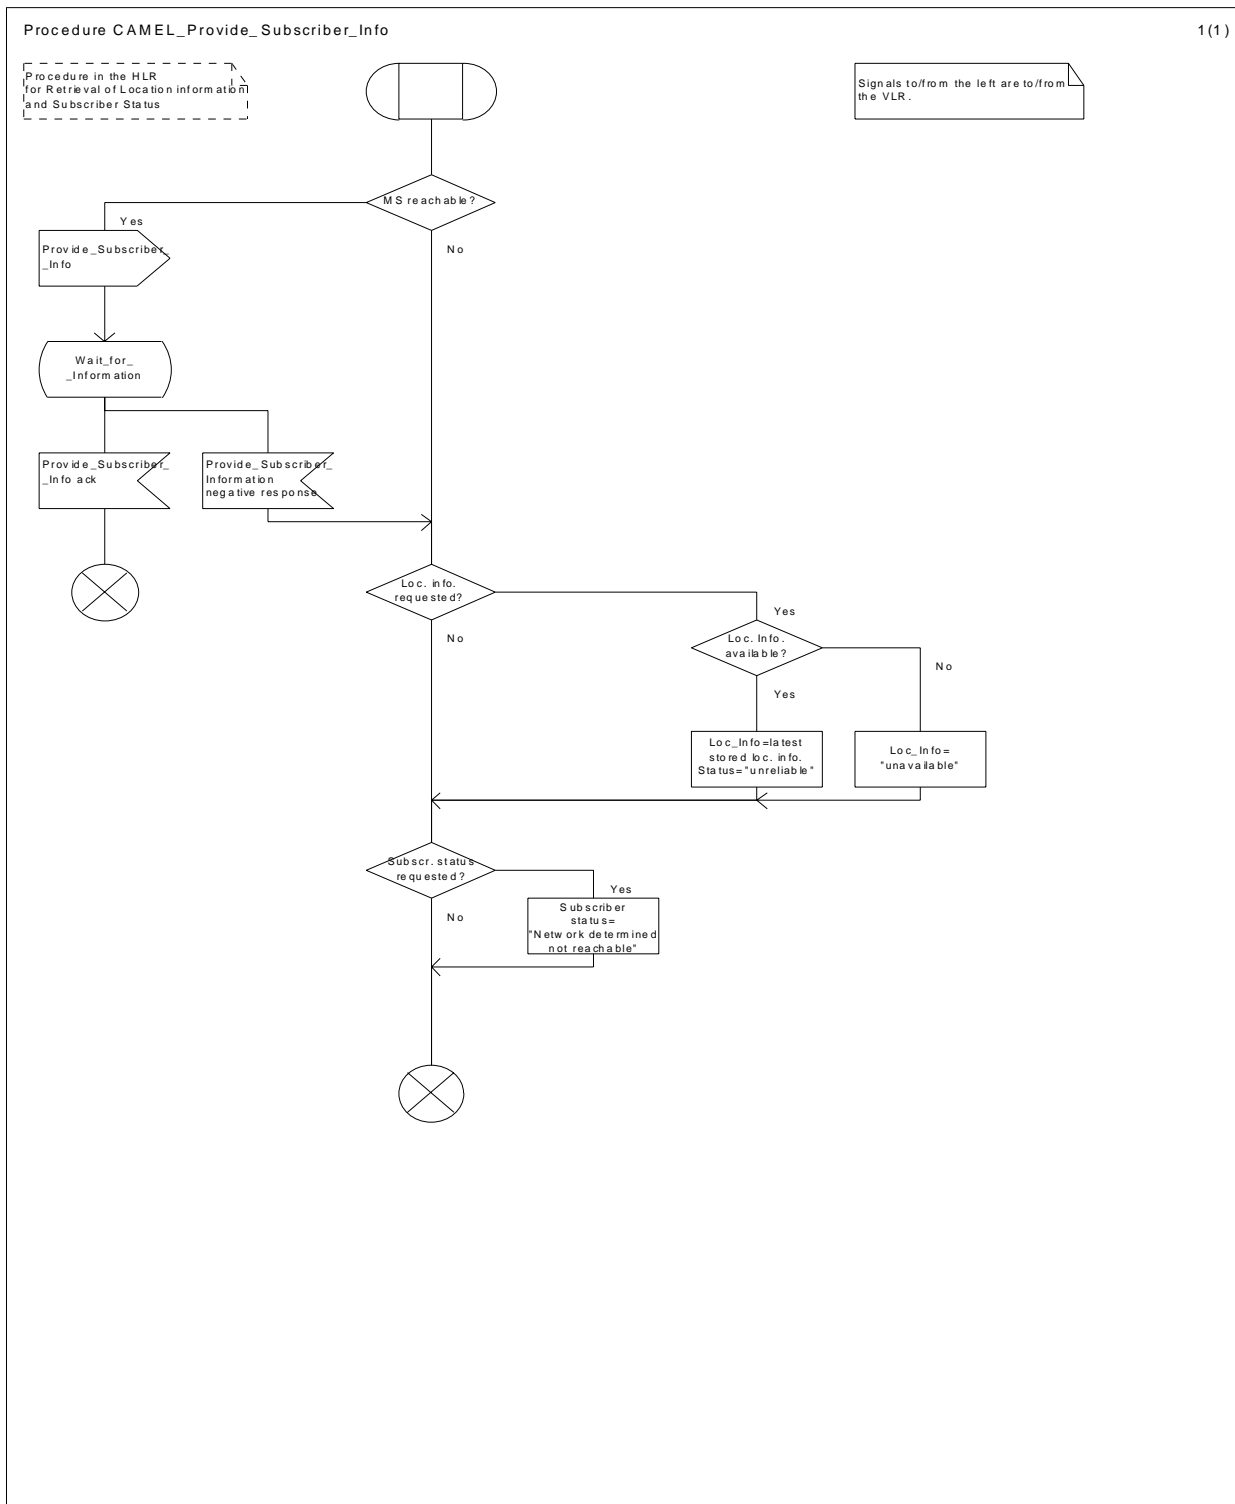 Procedure CAMEL_Provide_Subscriber_Info
1(1)
Procedure in the HLR
for Retrieval of Location information
and Subscriber Status
Signals to/from the left are to/from
the VLR.
MS reachable?
Yes
No
Provide_Subscriber_
_Info
Wait_for_
_Information
Provide_Subscriber_
_Info ack
Provide_Subscriber_
Information
negative response
Loc. info.
requested?
Yes
No
Loc. Info.
available?
No
Yes
Loc_Info=latest
stored loc. info.
Status="unreliable"
Loc_Info=
"unavailable"
Subscr. status
requested?
Yes
No
Subscriber
status=
"Network determined
not reachable"